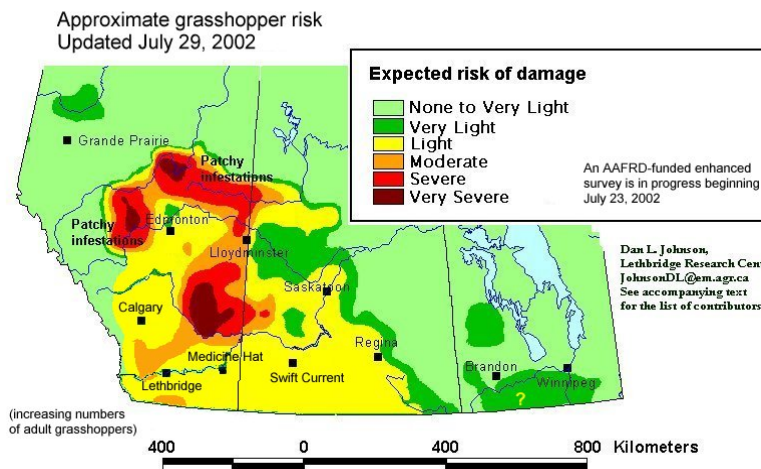 Approximate grasshopper risk
Updated July 29, 2002
Expected risk of damage
None to Very Light
Very Light
Light
Moderate
Severe
Very Severe
An AAFRD-funded enhanced
survey is in progress beginning
July 23, 2002
Grande Prairie
Patchy
infestations
Patchy
infestations
Edmonton
Lloydminster
Dan L. Johnson,
Lethbridge Research Cen
JohnsonDL@em.agr.ca
See accompanying text
for the list of contributors
Saskatoon
Calgary
Regina
Medicine Hat
Swift Current
Lethbridge
Brandon
Winnipeg
?
(increasing numbers
of adult grasshoppers)
400 0 400 800 Kilometers